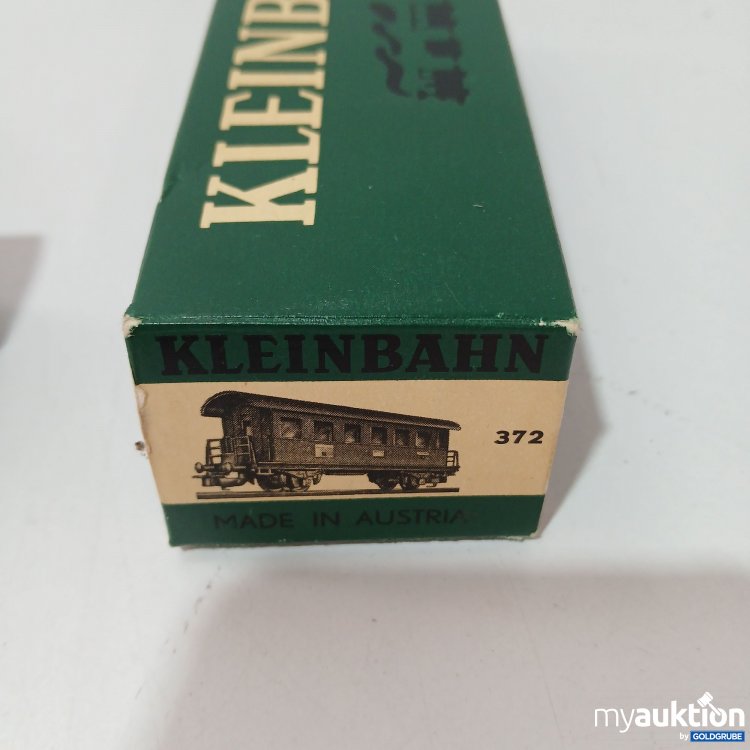 KLEINB
KLEINBAHN
372
MADE IN AUSTRIA
myauktion
by GOLDGRUBE